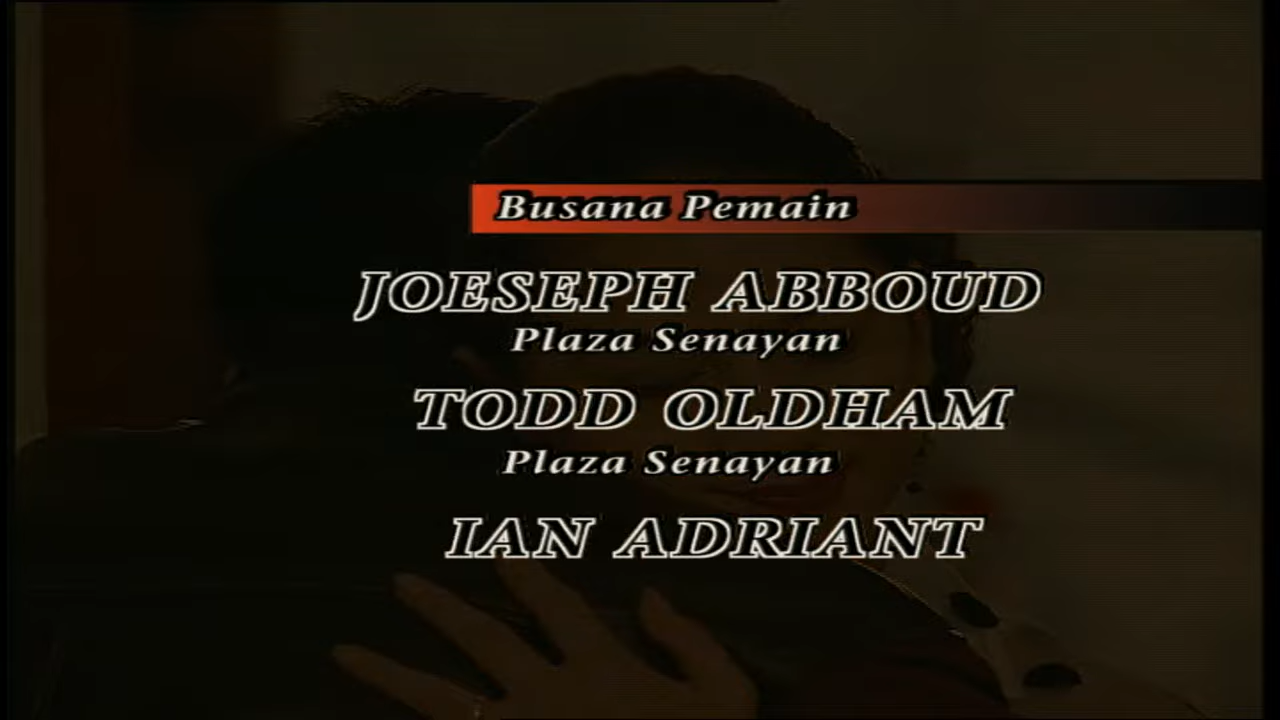 Busana Pemain
JOESEPH ABBOUD
Plaza Senayan
TODD OLDHAM
Plaza Senayan
IAN ADRIANT